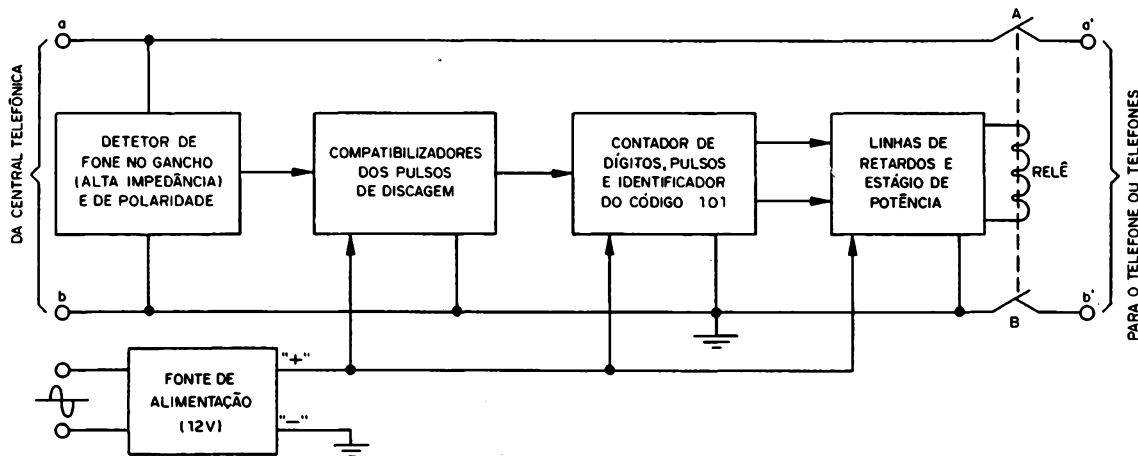 a
A
a'
DA CENTRAL TELEFÔNICA
DETETOR DE
FONE NO GANCHO
(ALTA IMPEDÂNCIA)
E DE POLARIDADE
COMPATIBILIZADORES
DOS PULSOS
DE DISCAGEM
CONTADOR DE
DÍGITOS, PULSOS
E IDENTIFICADOR
DO CÓDIGO 101
LINHAS DE
RETARDOS E
ESTÁGIO DE
POTÊNCIA
RELÊ
PARA O TELEFONE OU TELEFONES
b
B
b'
FONTE DE
ALIMENTAÇÃO
(12V)
"+"
"-"